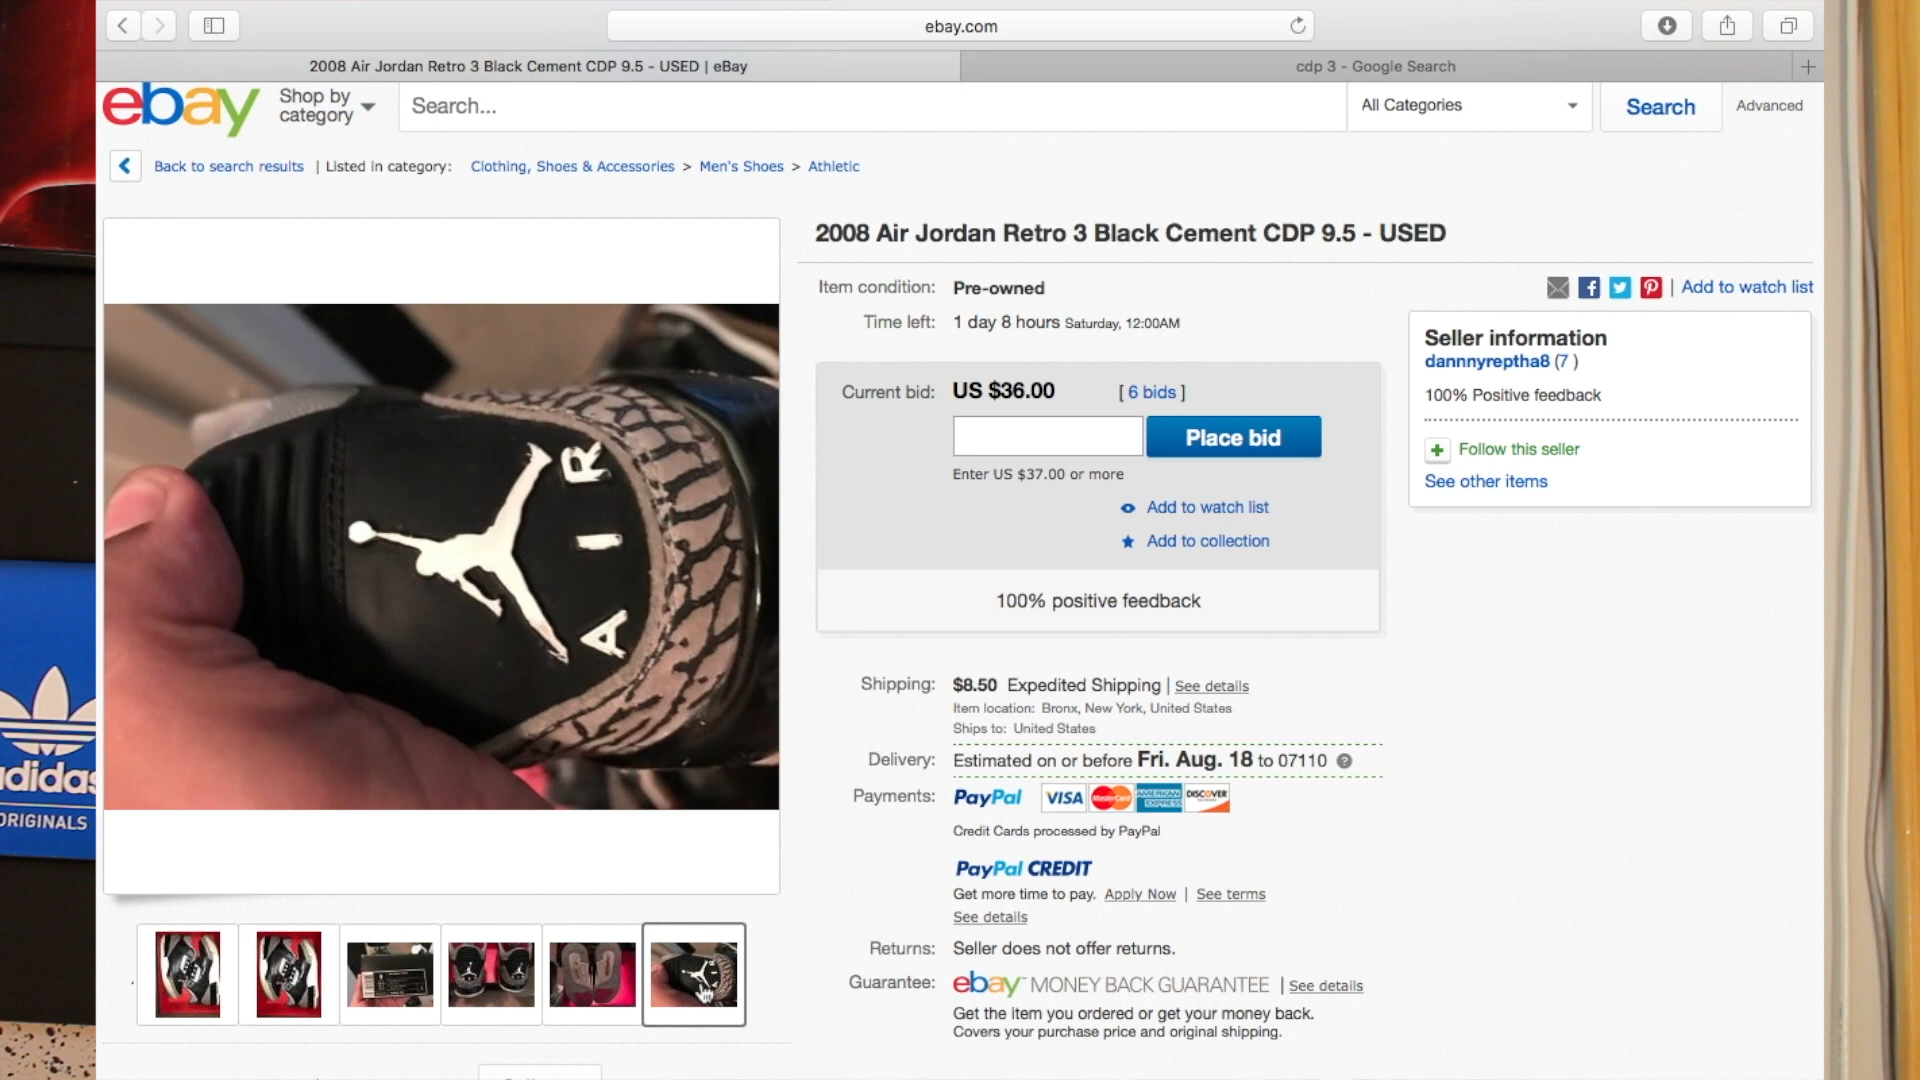 ebay.com
2008 Air Jordan Retro 3 Black Cement CDP 9.5 - USED | eBay
cdp 3 - Google Search
ebay
Shop by
category
Search...
All Categories
Search
Advanced
Back to search results | Listed in category: Clothing, Shoes & Accessories > Men's Shoes > Athletic
2008 Air Jordan Retro 3 Black Cement CDP 9.5 - USED
Item condition: Pre-owned
| Add to watch list
Time left: 1 day 8 hours Saturday, 12:00AM
Seller information
dannnyreptha8 (7 )
100% Positive feedback
Follow this seller
See other items
Current bid: US $36.00 [ 6 bids ]
Place bid
Enter US $37.00 or more
Add to watch list
Add to collection
100% positive feedback
Shipping: $8.50 Expedited Shipping | See details
Item location: Bronx, New York, United States
Ships to: United States
Delivery: Estimated on or before Fri. Aug. 18 to 07110
Payments: PayPal VISA MasterCard AMERICAN EXPRESS DISCOVER
Credit Cards processed by PayPal
PayPal CREDIT
Get more time to pay. Apply Now | See terms
See details
Returns: Seller does not offer returns.
Guarantee: ebay MONEY BACK GUARANTEE | See details
Get the item you ordered or get your money back.
Covers your purchase price and original shipping.
AIR
adidas
ORIGINALS